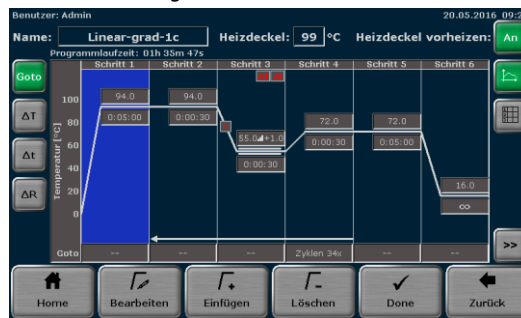 Benutzer: Admin 20.05.2016 09:2
Name: Linear-grad-1c Heizdeckel: 99 °C Heizdeckel vorheizen: An
Programmlaufzeit: 01h 35m 47s
Schritt 1 Schritt 2 Schritt 3 Schritt 4 Schritt 5 Schritt 6
Goto
ΔT
Δt
ΔR
Temperatur [°C]
100
80
60
40
20
0
94.0 94.0
0:05:00 0:00:30
55.0 +1.0
0:00:30
72.0 72.0
0:00:30 0:05:00
16.0
∞
Goto -- -- -- Zyklen 34x -- --
>>
Home Bearbeiten Einfügen Löschen Done Zurück